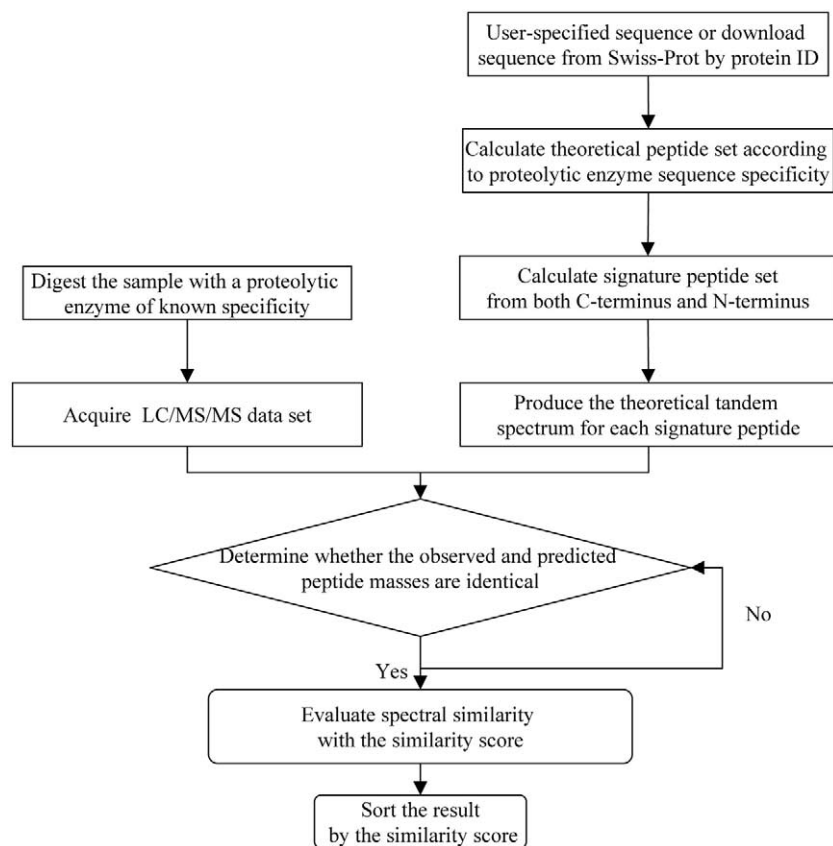 User-specified sequence or download
sequence from Swiss-Prot by protein ID
Calculate theoretical peptide set according
to proteolytic enzyme sequence specificity
Digest the sample with a proteolytic
enzyme of known specificity
Calculate signature peptide set
from both C-terminus and N-terminus
Acquire LC/MS/MS data set
Produce the theoretical tandem
spectrum for each signature peptide
Determine whether the observed and predicted
peptide masses are identical
No
Yes
Evaluate spectral similarity
with the similarity score
Sort the result
by the similarity score